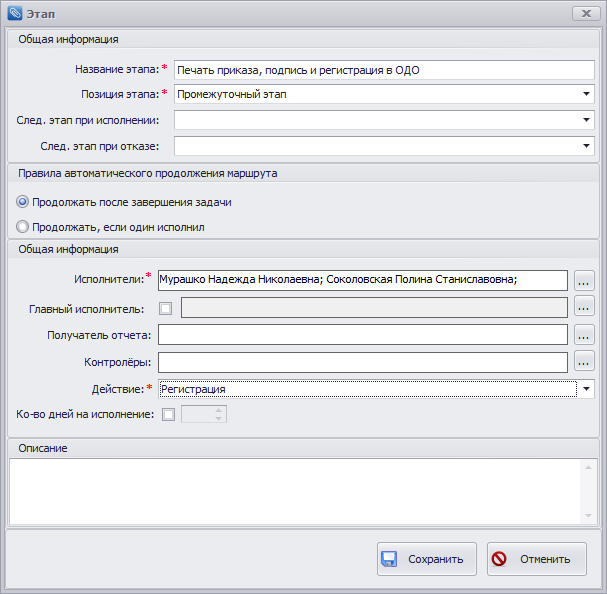 Этап
Общая информация
Название этапа:* Печать приказа, подпись и регистрация в ОДО
Позиция этапа:* Промежуточный этап
След. этап при исполнении:
След. этап при отказе:
Правила автоматического продолжения маршрута
Продолжать после завершения задачи
Продолжать, если один исполнил
Общая информация
Исполнители:* Мурашко Надежда Николаевна; Соколовская Полина Станиславовна; ...
Главный исполнитель: ...
Получатель отчета: ...
Контролёры: ...
Действие:* Регистрация
Ко-во дней на исполнение:
Описание
Сохранить Отменить